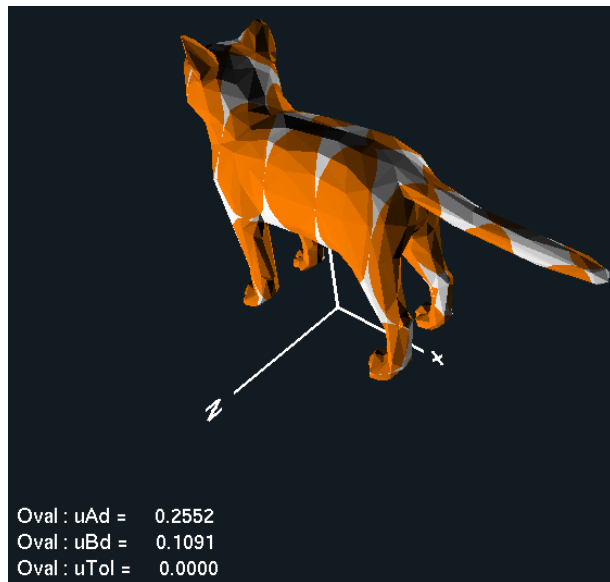 X
Z
Oval : uAd = 0.2552
Oval : uBd = 0.1091
Oval : uTol = 0.0000